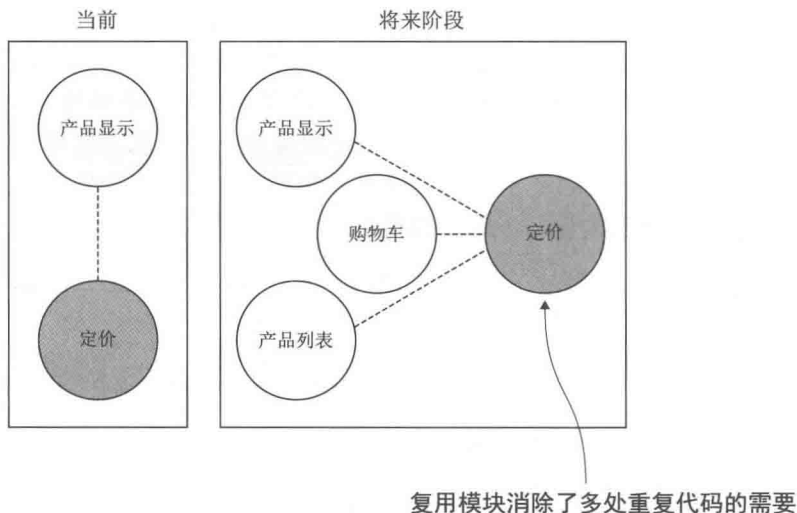 当前
将来阶段
产品显示
产品显示
购物车
定价
定价
产品列表
复用模块消除了多处重复代码的需要